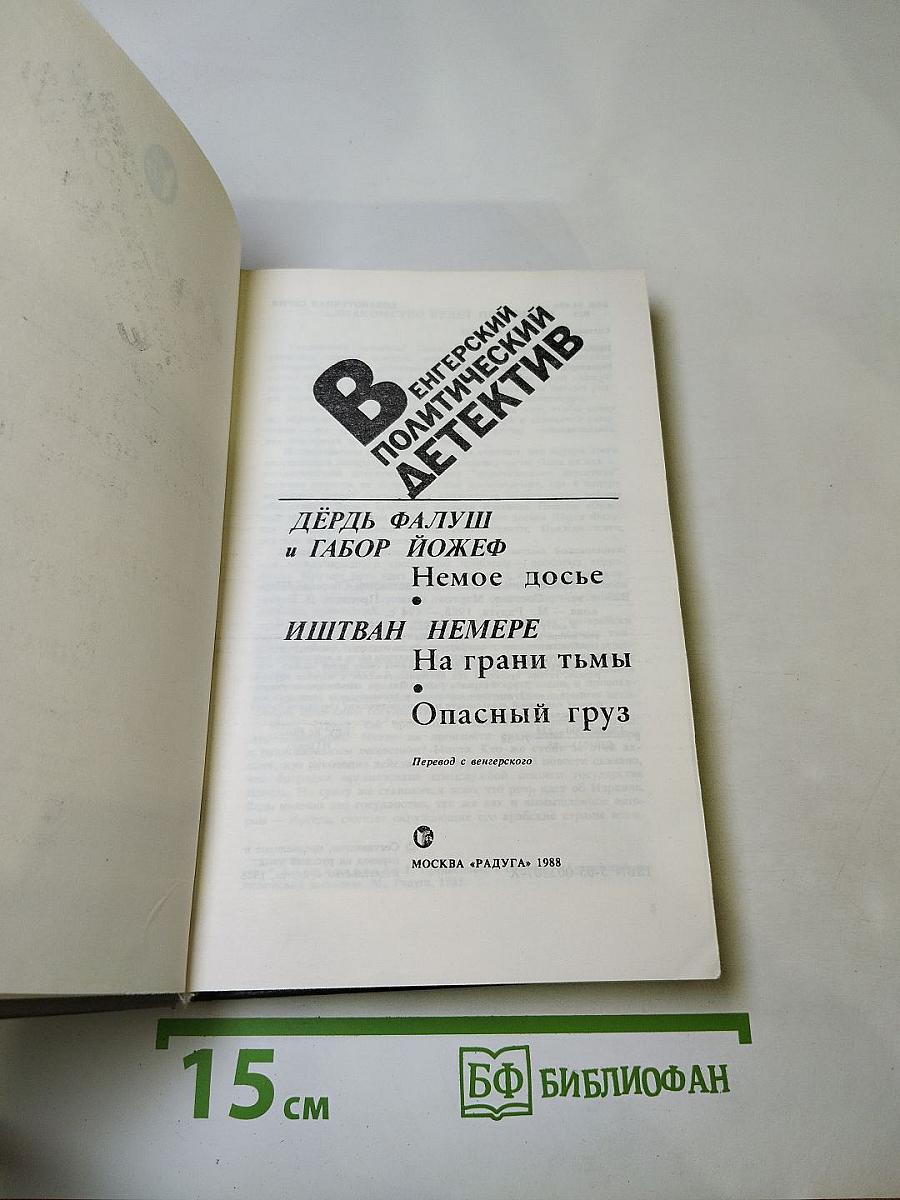 ВЕНГЕРСКИЙ
ПОЛИТИЧЕСКИЙ
ДЕТЕКТИВ
ДЁРДЬ ФАЛУШ
и ГАБОР ЙОЖЕФ
Немое досье
•
ИШТВАН НЕМЕРЕ
На грани тьмы
•
Опасный груз
Перевод с венгерского
МОСКВА «РАДУГА» 1988
15 см
БФ БИБЛИОФАН